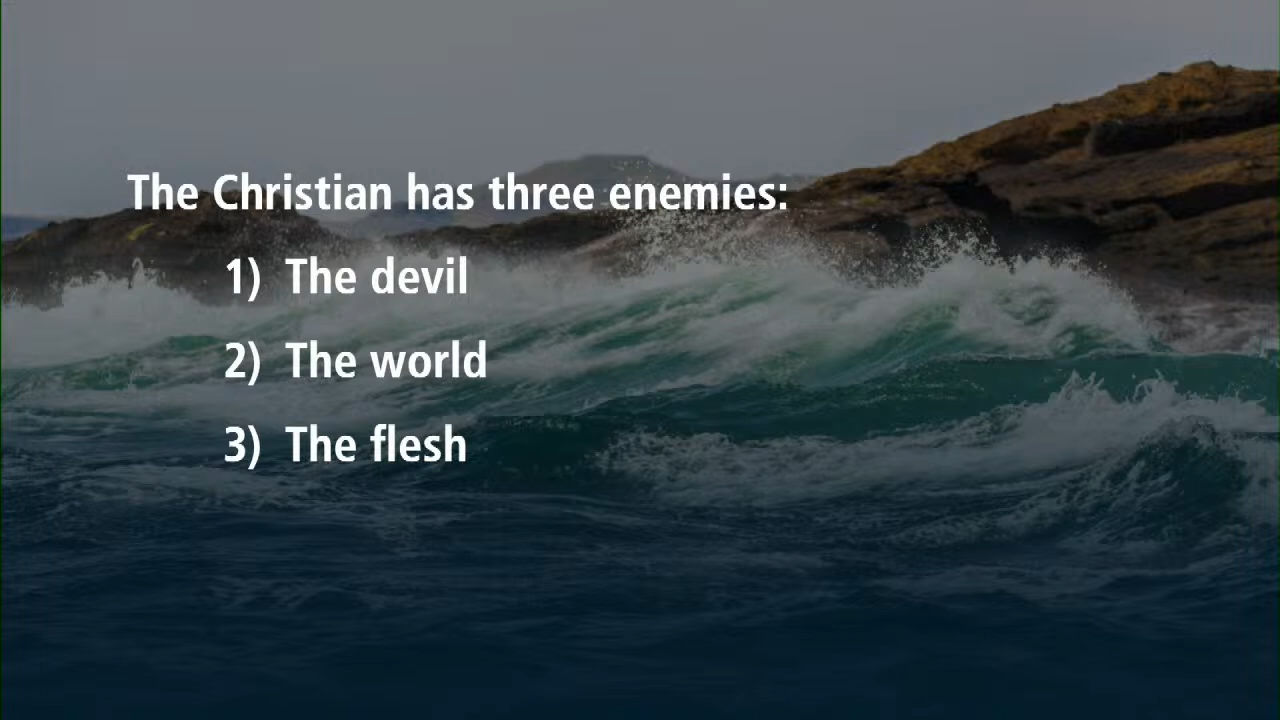 The Christian has three enemies:
1) The devil
2) The world
3) The flesh